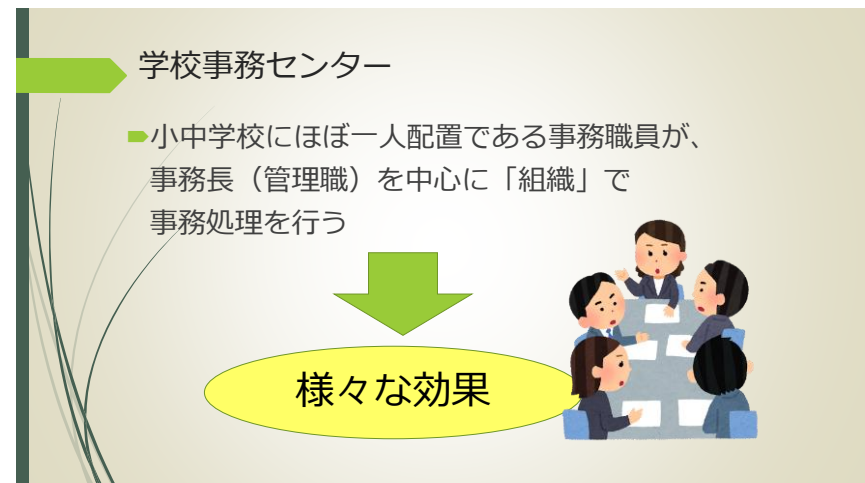 学校事務センター
小中学校にほぼ一人配置である事務職員が、
事務長（管理職）を中心に「組織」で
事務処理を行う
様々な効果